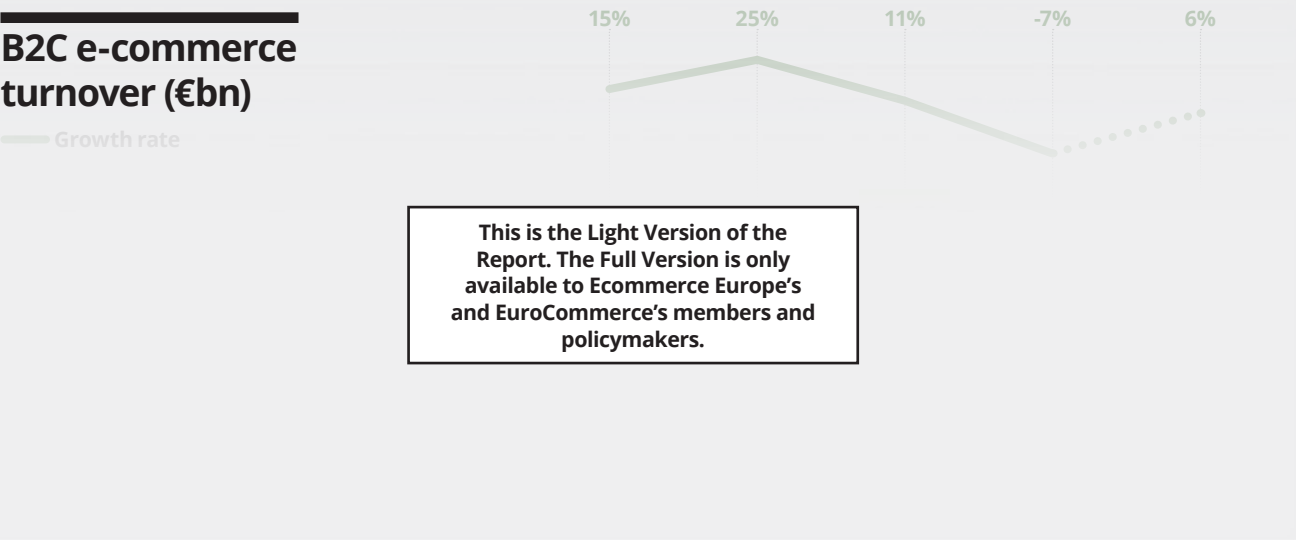 B2C e-commerce
turnover (€bn)
Growth rate
15% 25% 11% -7% 6%
This is the Light Version of the
Report. The Full Version is only
available to Ecommerce Europe’s
and EuroCommerce’s members and
policymakers.